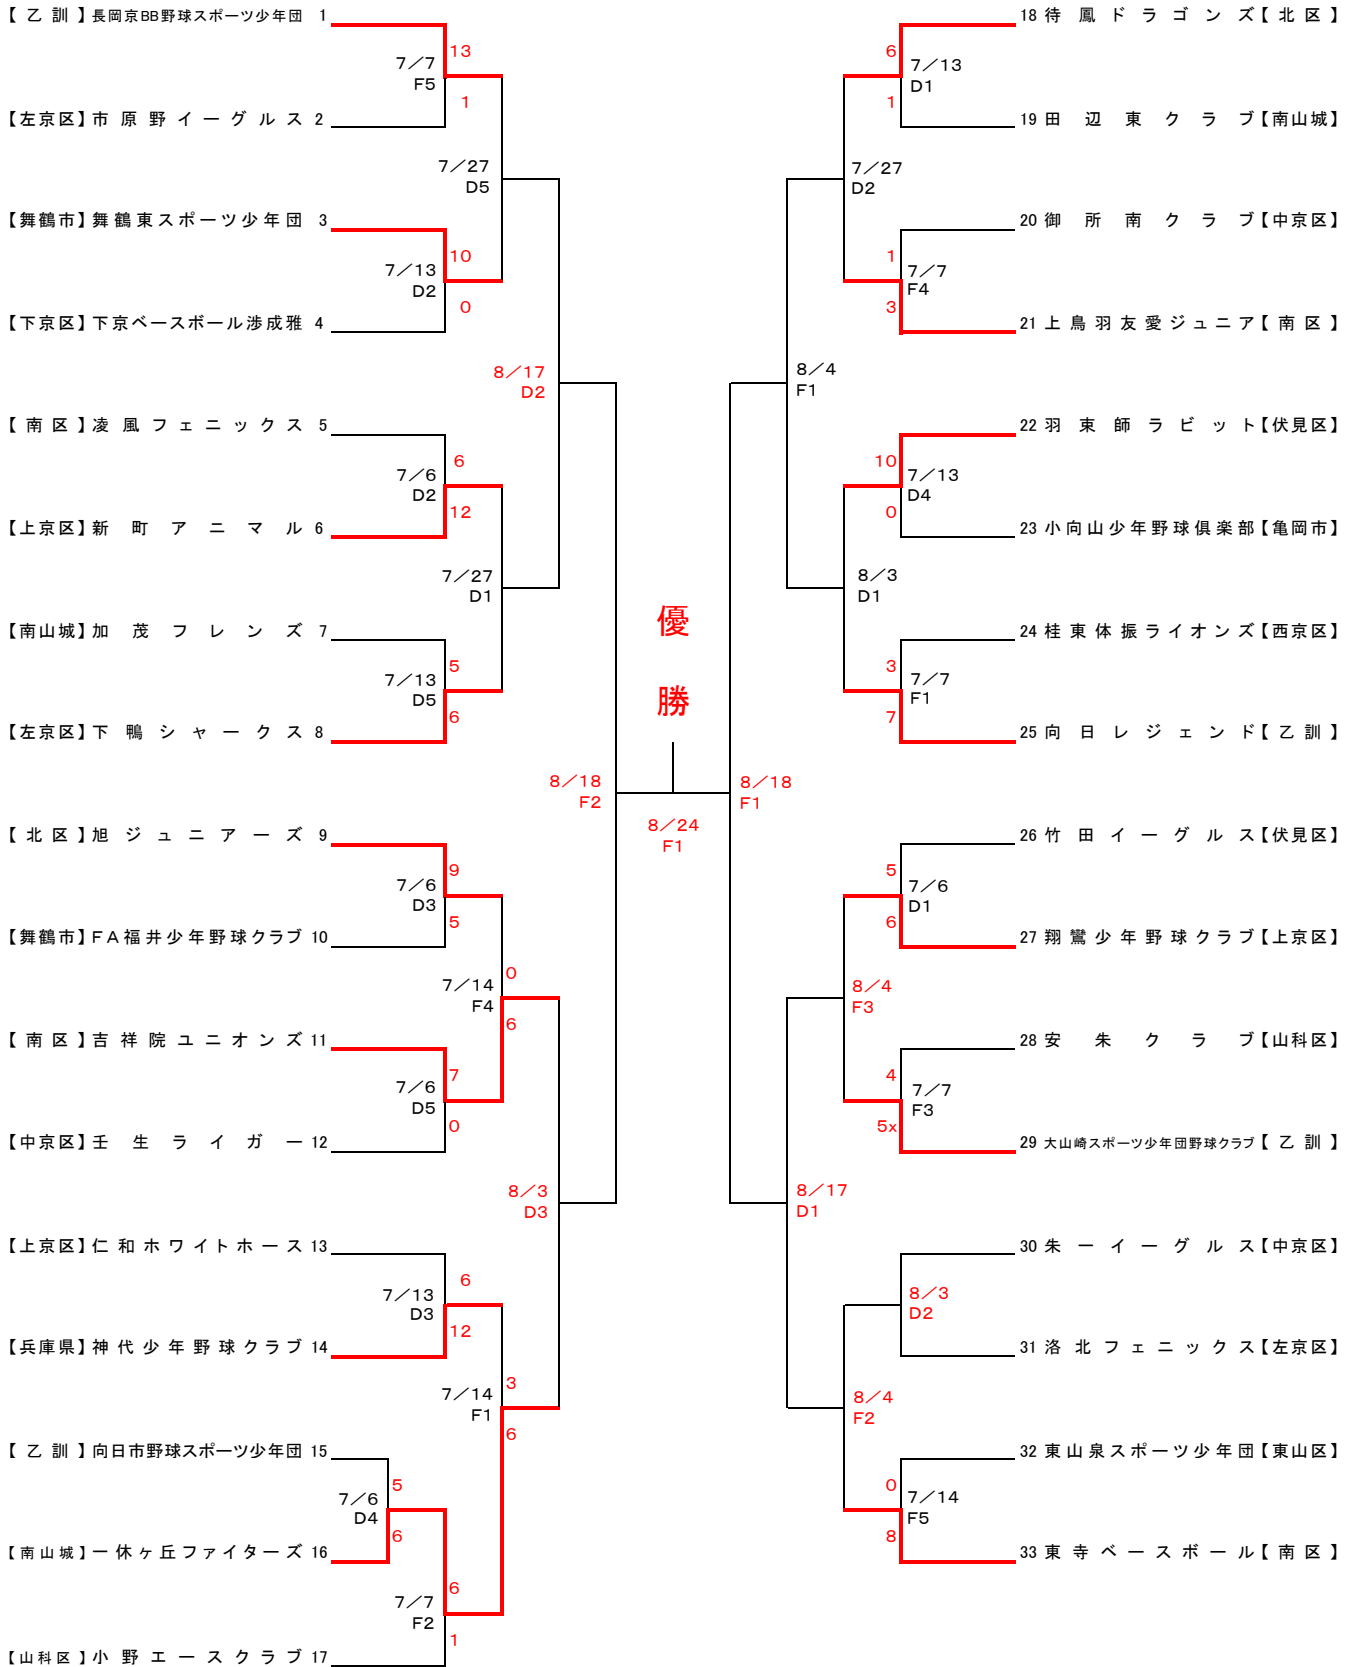 【 乙 訓 】 長岡京BB野球スポーツ少年団 1
13
7／7
F5
1
【左京区】 市原野イーグルス 2
7／27
D5
【舞鶴市】 舞鶴東スポーツ少年団 3
10
7／13
D2
0
【下京区】 下京ベースボール渉成雅 4
8／17
D2
【 南 区 】 凌風フェニックス 5
6
7／6
D2
12
【上京区】 新町アニマル 6
7／27
D1
【南山城】 加茂フレンズ 7
5
7／13
D5
6
【左京区】 下鴨シャークス 8
8／18
F2
【 北 区 】 旭ジュニアーズ 9
9
7／6
D3
5
【舞鶴市】 FA福井少年野球クラブ 10
0
7／14
F4
6
【 南 区 】 吉祥院ユニオンズ 11
7
7／6
D5
0
【中京区】 壬生ライガー 12
8／3
D3
【上京区】 仁和ホワイトホース 13
6
7／13
D3
12
【兵庫県】 神代少年野球クラブ 14
3
7／14
F1
6
【 乙 訓 】 向日市野球スポーツ少年団 15
5
7／6
D4
6
【南山城】 一休ヶ丘ファイターズ 16
6
7／7
F2
1
【山科区】 小野エースクラブ 17
優
勝
8／24
F1
18 待鳳ドラゴンズ 【 北 区 】
6
7／13
D1
1
19 田辺東クラブ 【南山城】
7／27
D2
20 御所南クラブ 【中京区】
1
7／7
F4
3
21 上鳥羽友愛ジュニア 【 南 区 】
8／4
F1
22 羽束師ラビット 【伏見区】
10
7／13
D4
0
23 小向山少年野球俱楽部 【亀岡市】
8／3
D1
24 桂東体振ライオンズ 【西京区】
3
7／7
F1
7
25 向日レジェンド 【 乙 訓 】
8／18
F1
26 竹田イーグルス 【伏見区】
5
7／6
D1
6
27 翔鸞少年野球クラブ 【上京区】
8／4
F3
28 安朱クラブ 【山科区】
4
7／7
F3
5x
29 大山崎スポーツ少年団野球クラブ 【 乙 訓 】
8／17
D1
30 朱一イーグルス 【中京区】
8／3
D2
31 洛北フェニックス 【左京区】
8／4
F2
32 東山泉スポーツ少年団 【東山区】
0
7／14
F5
8
33 東寺ベースボール 【 南 区 】